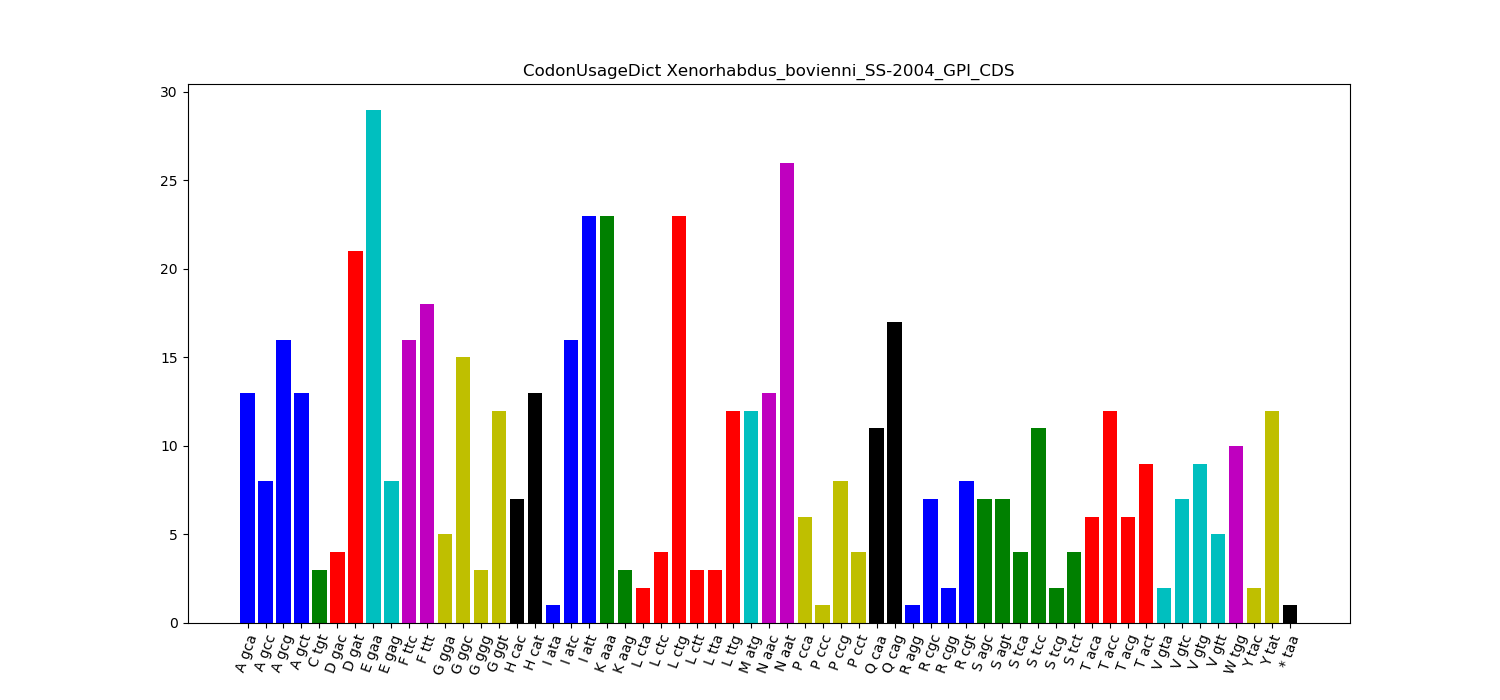 CodonUsageDict Xenorhabdus_bovienni_SS-2004_GPI_CDS
30
25
20
15
10
5
0
A gca
A gcc
A gcg
A gct
C tgt
D gac
D gat
E gaa
E gag
F ttc
F ttt
G gga
G ggc
G ggg
G ggt
H cac
H cat
I ata
I atc
I att
K aaa
K aag
L cta
L ctc
L ctg
L ctt
L tta
L ttg
M atg
N aac
N aat
P cca
P ccc
P ccg
P cct
Q caa
Q cag
R agg
R cgc
R cgg
R cgt
S agc
S agt
S tca
S tcc
S tcg
S tct
T aca
T acc
T acg
T act
V gta
V gtc
V gtg
V gtt
W tgg
Y tac
Y tat
* taa